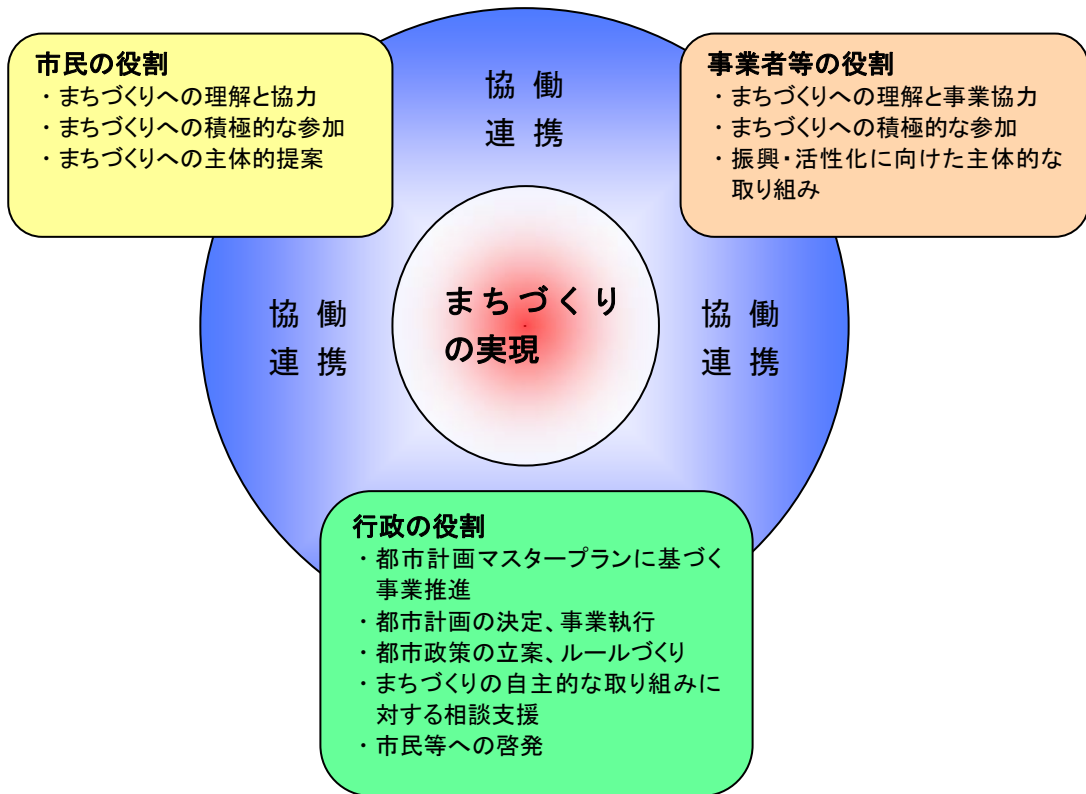 市民の役割
・まちづくりへの理解と協力
・まちづくりへの積極的な参加
・まちづくりへの主体的提案
協 働
連 携
事業者等の役割
・まちづくりへの理解と事業協力
・まちづくりへの積極的な参加
・振興・活性化に向けた主体的な
取り組み
協 働
連 携
まちづくり
の実現
協 働
連 携
行政の役割
・都市計画マスタープランに基づく
事業推進
・都市計画の決定、事業執行
・都市政策の立案、ルールづくり
・まちづくりの自主的な取り組みに
対する相談支援
・市民等への啓発